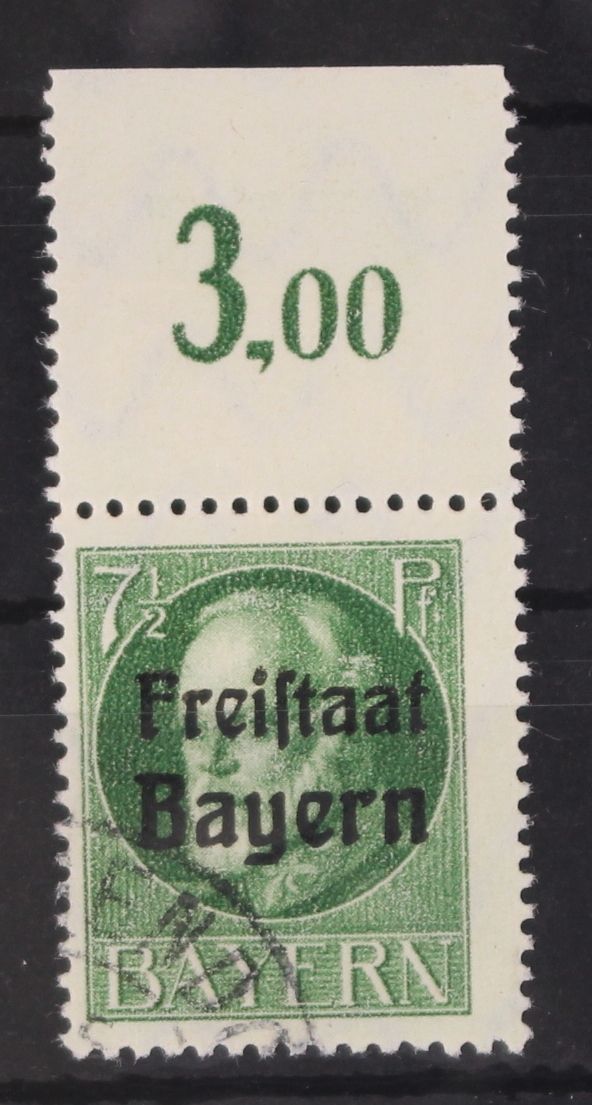 3,00
7½ Pf
Freiſtaat
Bayern
BAYERN